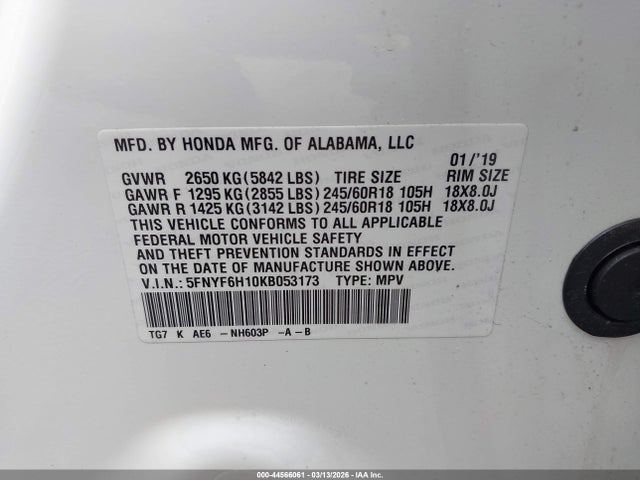 MFD. BY HONDA MFG. OF ALABAMA, LLC
01/'19
GVWR 2650 KG(5842 LBS) TIRE SIZE RIM SIZE
GAWR F 1295 KG(2855 LBS) 245/60R18 105H 18X8.0J
GAWR R 1425 KG(3142 LBS) 245/60R18 105H 18X8.0J
THIS VEHICLE CONFORMS TO ALL APPLICABLE
FEDERAL MOTOR VEHICLE SAFETY
AND THEFT PREVENTION STANDARDS IN EFFECT
ON THE DATE OF MANUFACTURE SHOWN ABOVE.
V.I.N.: 5FNYF6H10KB053173 TYPE: MPV
TG7 K AE6 -NH603P -A-B
000-44566061 | 03/13/2026 | IAA Inc.